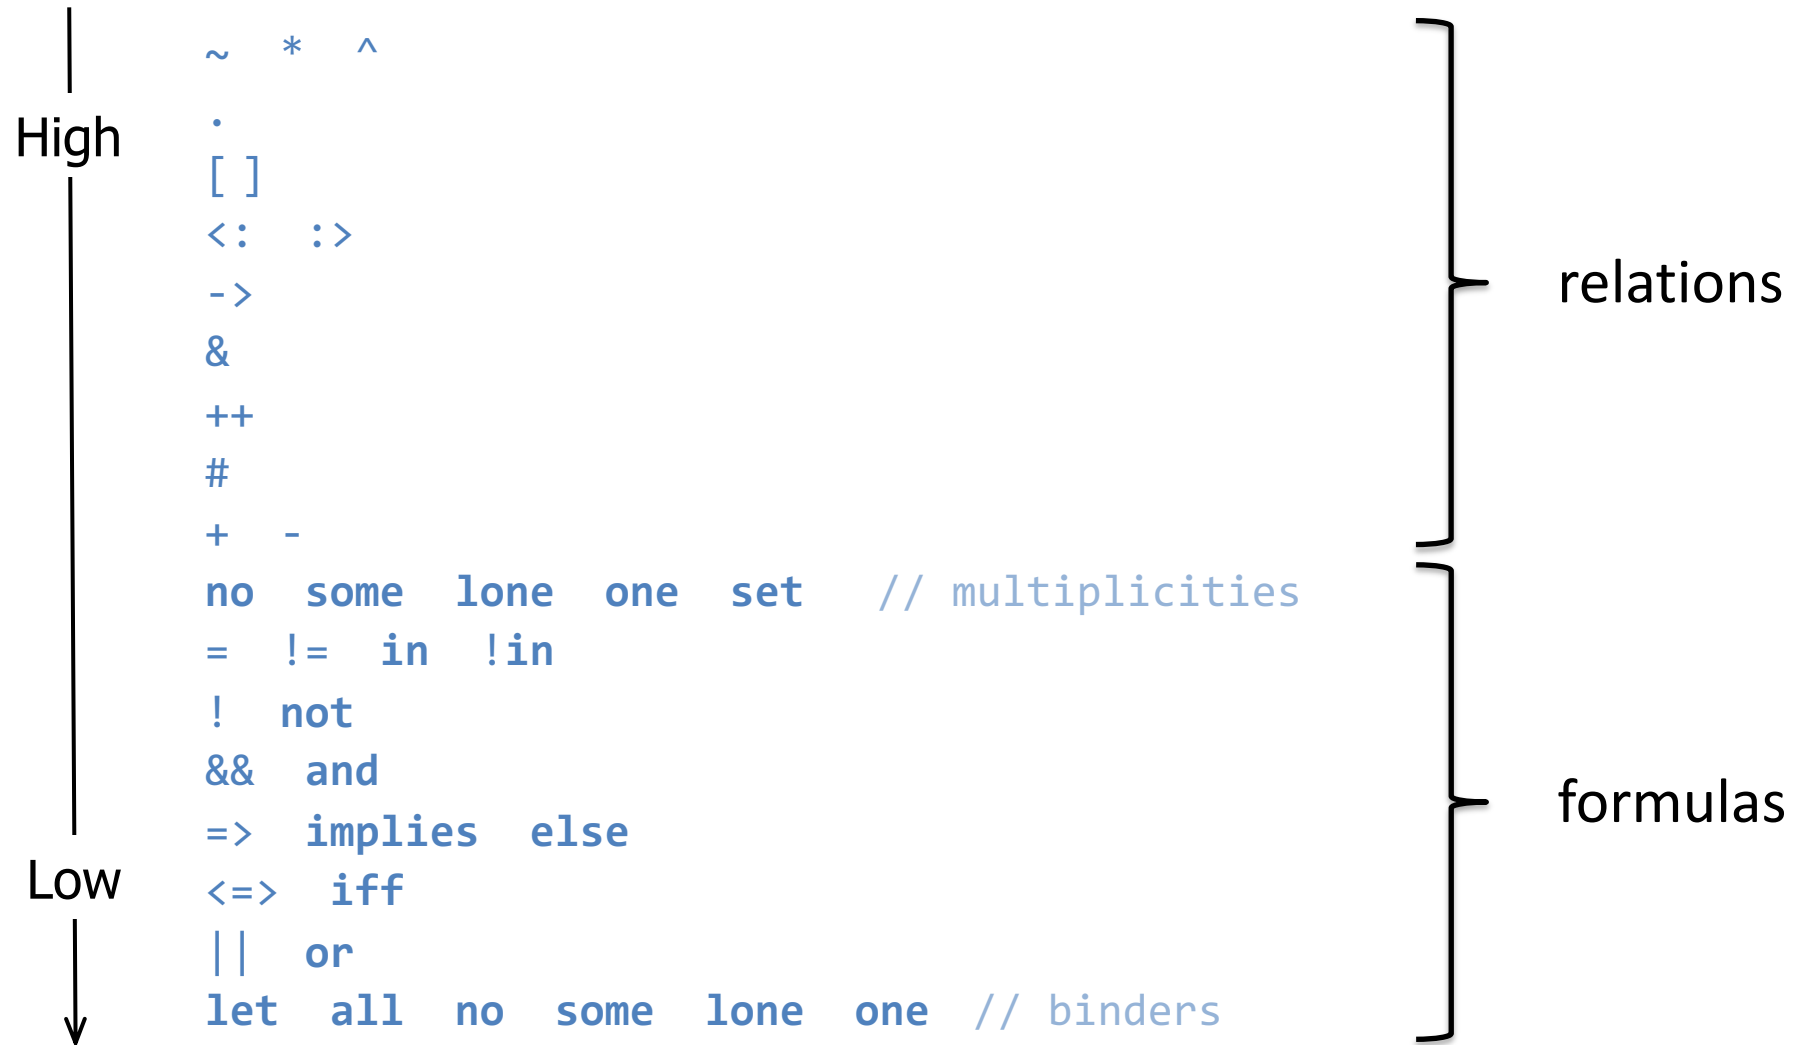 ~ * ^
.
High
[ ]
<: :>
->
relations
&
++
#
+ -
no some lone one set // multiplicities
= != in !in
! not
&& and
formulas
=> implies else
Low
<=> iff
|| or
let all no some lone one // binders